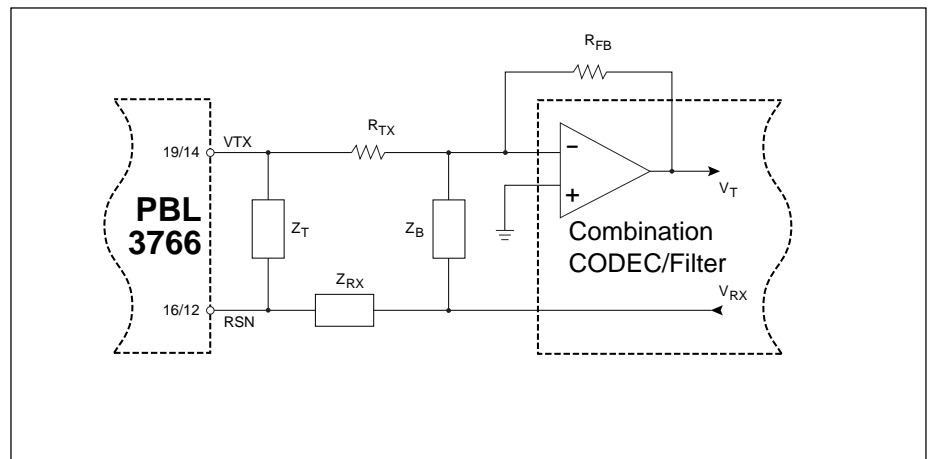 RFB
RTX
19/14
VTX
PBL
3766
ZT
ZB
−
+
VT
Combination
CODEC/Filter
ZRX
VRX
16/12
RSN